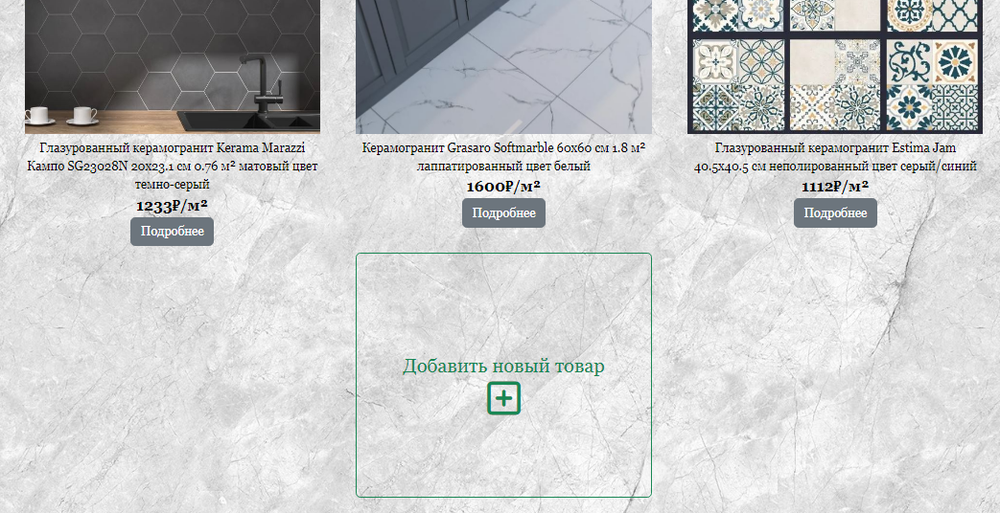 Глазурованный керамогранит Kerama Marazzi
Кампо SG23028N 20x23.1 см 0.76 м² матовый цвет
темно-серый
1233₽/м²
Подробнее
Керамогранит Grasaro Softmarble 60x60 см 1.8 м²
лаппатированный цвет белый
1600₽/м²
Подробнее
Глазурованный керамогранит Estima Jam
40.5x40.5 см неполированный цвет серый/синий
1112₽/м²
Подробнее
Добавить новый товар